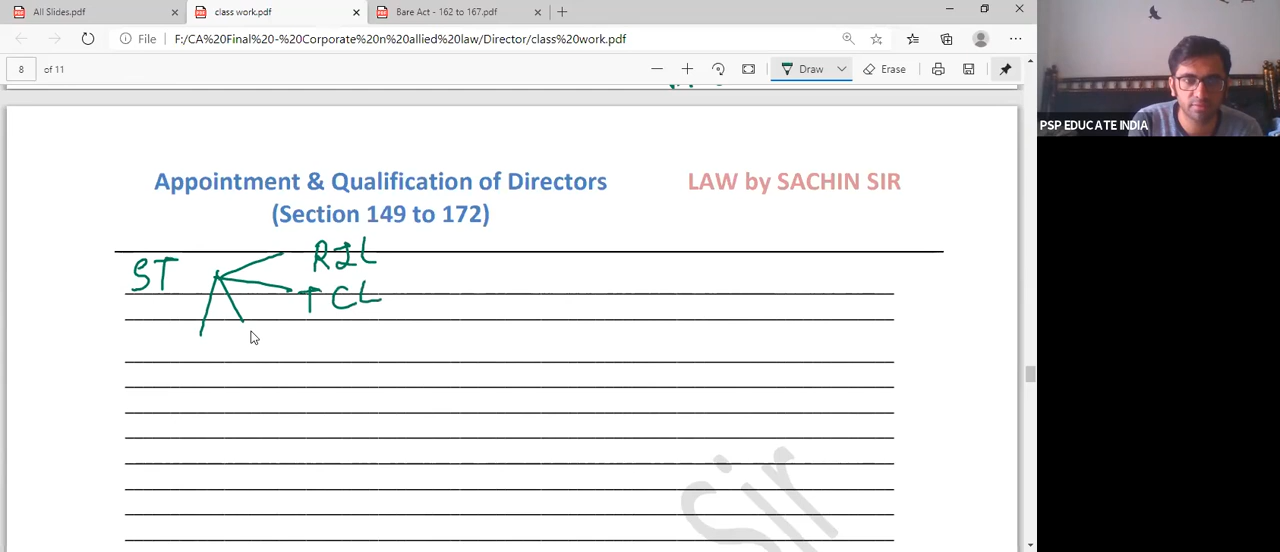 All Slides.pdf
class work.pdf
Bare Act - 162 to 167.pdf
File
F:/CA%20Final%20-%20Corporate%20n%20allied%20law/Director/class%20work.pdf
8 of 11
Draw
Erase
PSP EDUCATE INDIA
Appointment & Qualification of Directors
LAW by SACHIN SIR
(Section 149 to 172)
ST
RIL
TCL
Sir